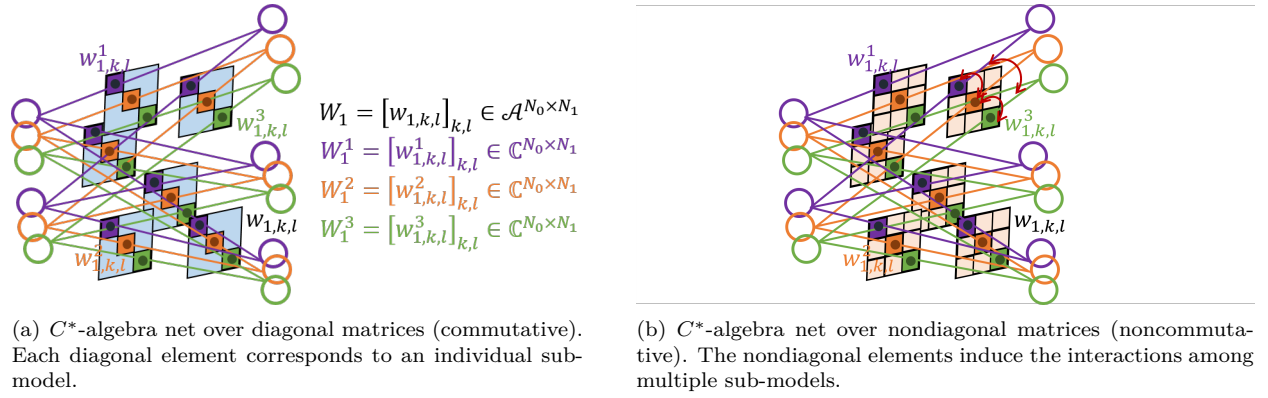 w^1_{1,k,l}
w^3_{1,k,l}
w_{1,k,l}
w^2_{1,k,l}
W_1 = [w_{1,k,l}]_{k,l} ∈ 𝒜^{N_0×N_1}
W^1_1 = [w^1_{1,k,l}]_{k,l} ∈ ℂ^{N_0×N_1}
W^2_1 = [w^2_{1,k,l}]_{k,l} ∈ ℂ^{N_0×N_1}
W^3_1 = [w^3_{1,k,l}]_{k,l} ∈ ℂ^{N_0×N_1}
(a) C*-algebra net over diagonal matrices (commutative).
Each diagonal element corresponds to an individual sub-
model.
w^1_{1,k,l}
w^3_{1,k,l}
w_{1,k,l}
w^2_{1,k,l}
(b) C*-algebra net over nondiagonal matrices (noncommuta-
tive). The nondiagonal elements induce the interactions among
multiple sub-models.